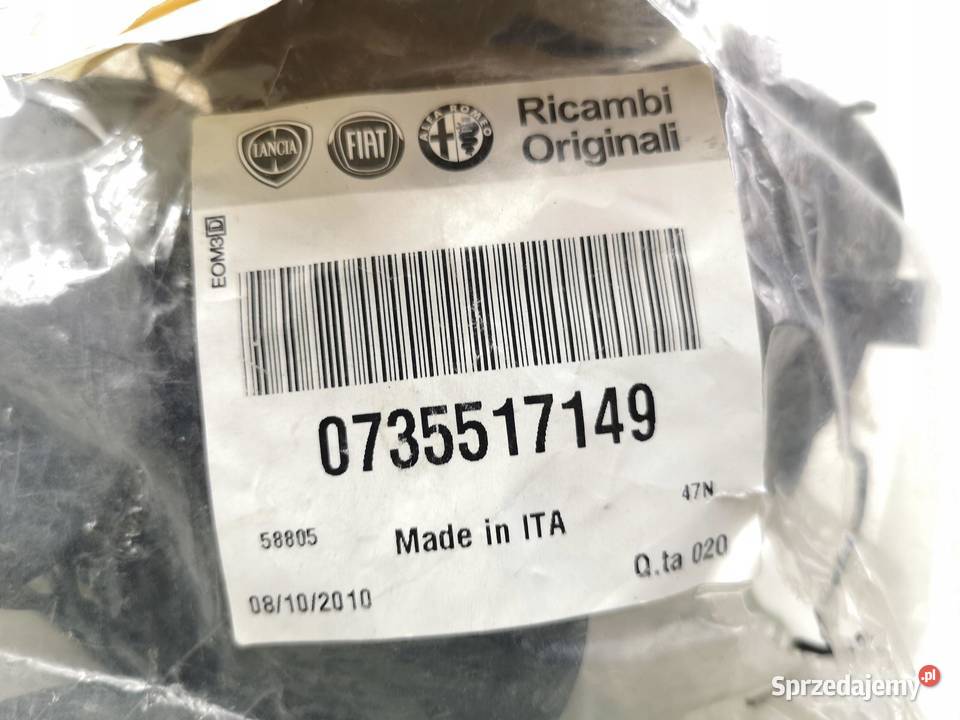 LANCIA
FIAT
ALFA ROMEO
Ricambi
Originali
EOM3 D
0735517149
58805
Made in ITA
47N
08/10/2010
Q.ta 020
Sprzedajemy.pl